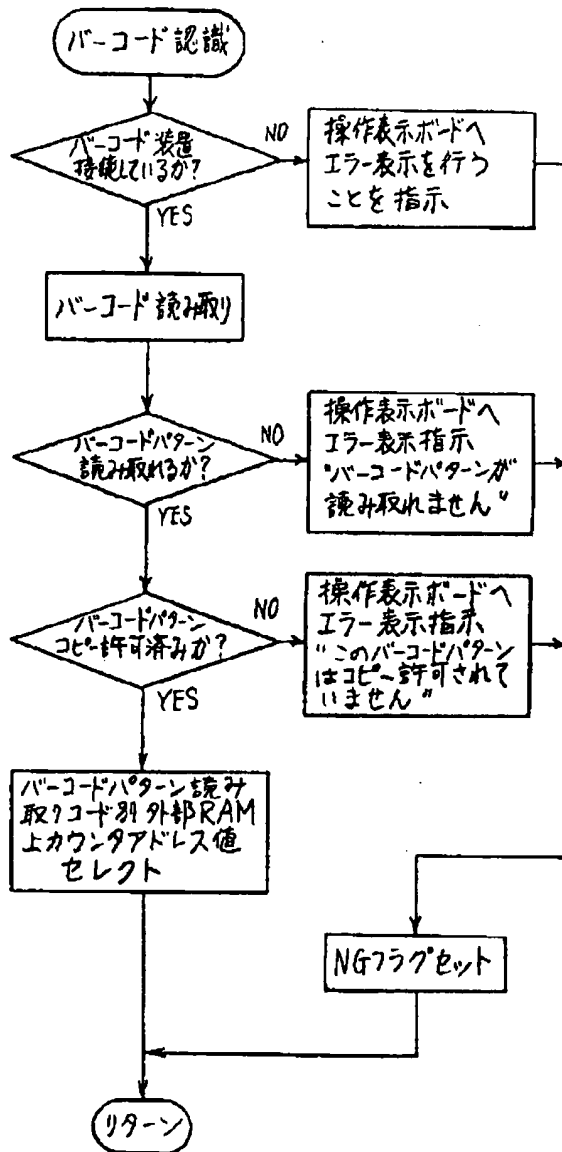 バーコード認識
バーコード装置
接続しているか?
NO
操作表示ボードへ
エラー表示を行う
ことを指示
YES
バーコード読み取り
バーコードパターン
読み取れるか?
NO
操作表示ボードへ
エラー表示指示
"バーコードパターンが
読み取れません"
YES
バーコードパターン
コピー許可済みか?
NO
操作表示ボードへ
エラー表示指示
"このバーコードパターン
はコピー許可されて
いません"
YES
バーコードパターン読み
取りコード別外部RAM
上カウンタアドレス値
セレクト
NGフラグセット
リターン